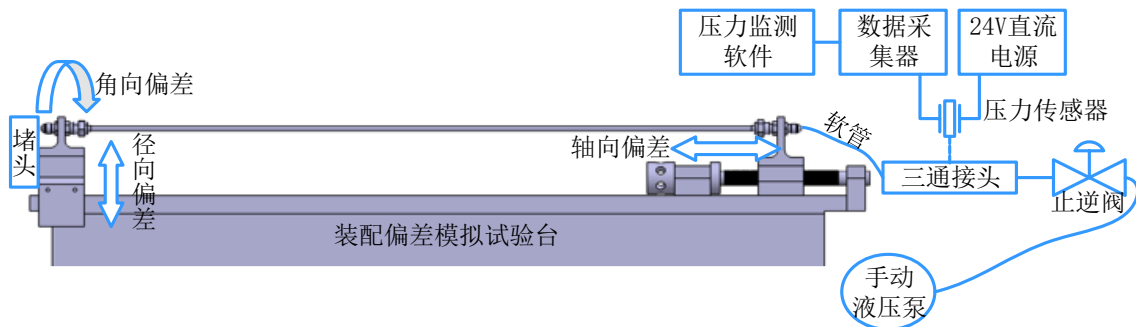 压力监测
软件
数据采
集器
24V直流
电源
角向偏差
压力传感器
堵头
径向偏差
轴向偏差
软管
三通接头
止逆阀
装配偏差模拟试验台
手动
液压泵